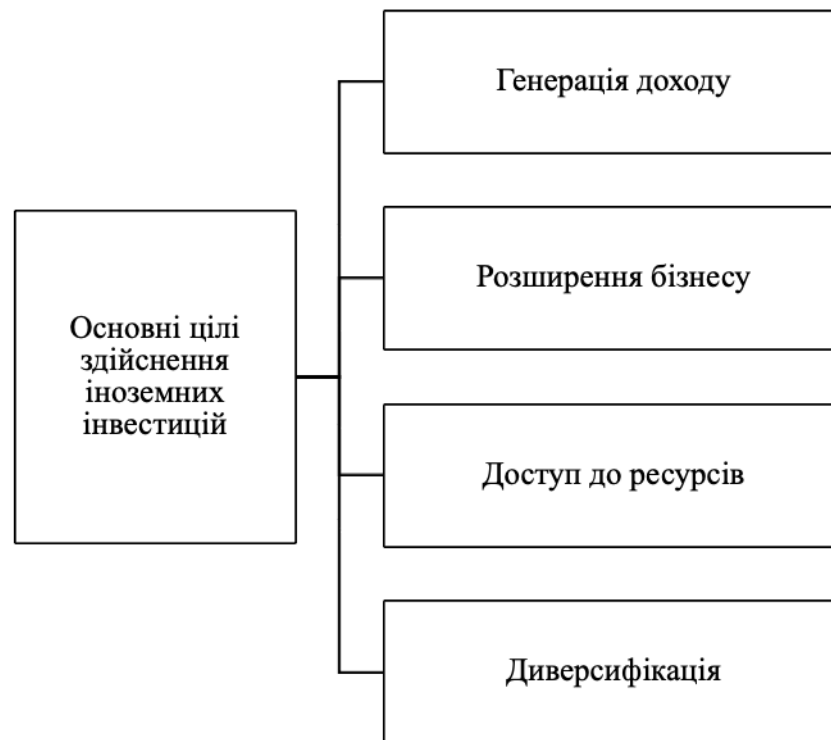 Основні цілі
здійснення
іноземних
інвестицій
Генерація доходу
Розширення бізнесу
Доступ до ресурсів
Диверсифікація